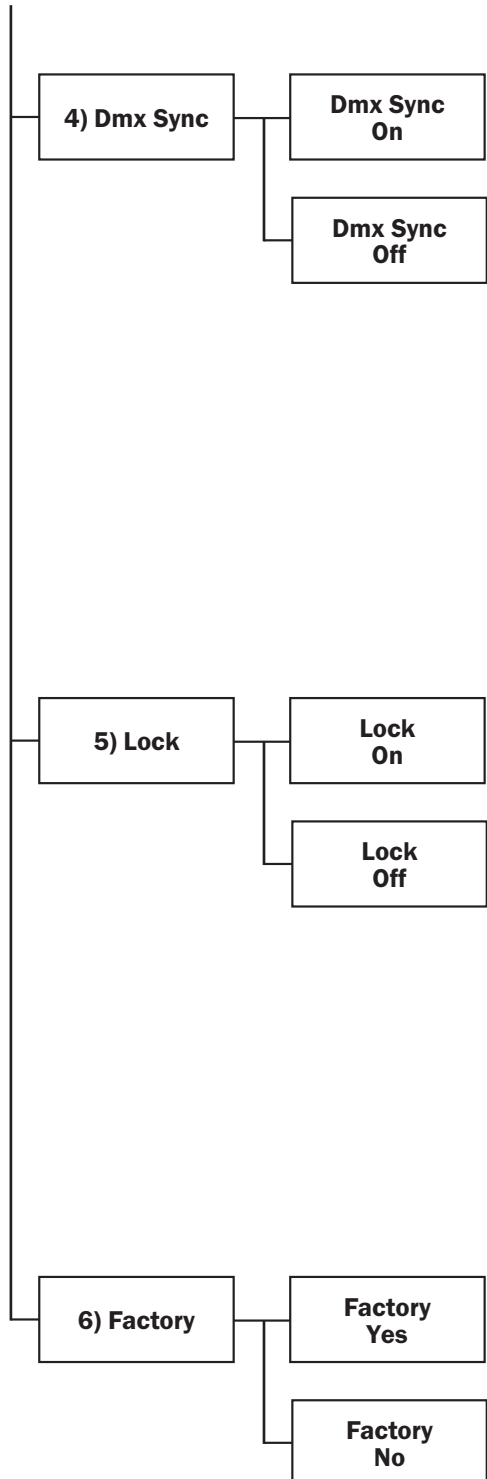 4) Dmx Sync
Dmx Sync
On
Dmx Sync
Off
5) Lock
Lock
On
Lock
Off
6) Factory
Factory
Yes
Factory
No